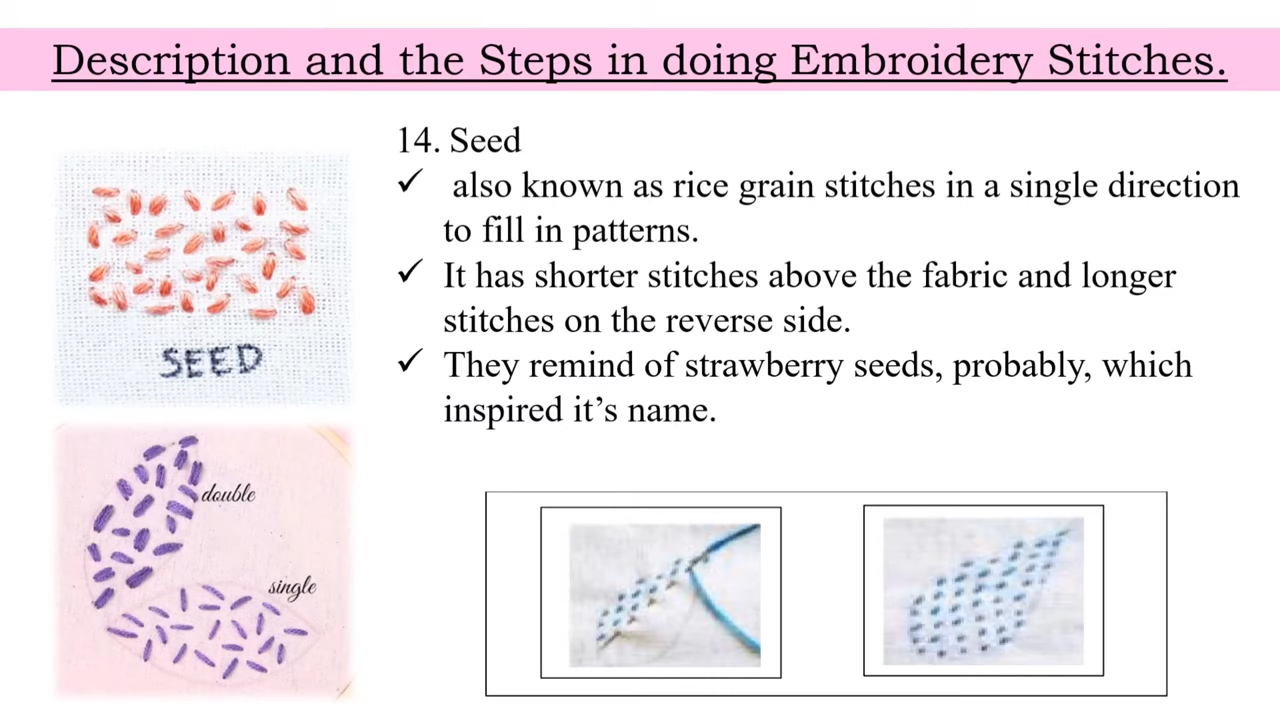 Description and the Steps in doing Embroidery Stitches.
14. Seed
✓ also known as rice grain stitches in a single direction
to fill in patterns.
✓ It has shorter stitches above the fabric and longer
stitches on the reverse side.
✓ They remind of strawberry seeds, probably, which
inspired it’s name.
SEED
double
single